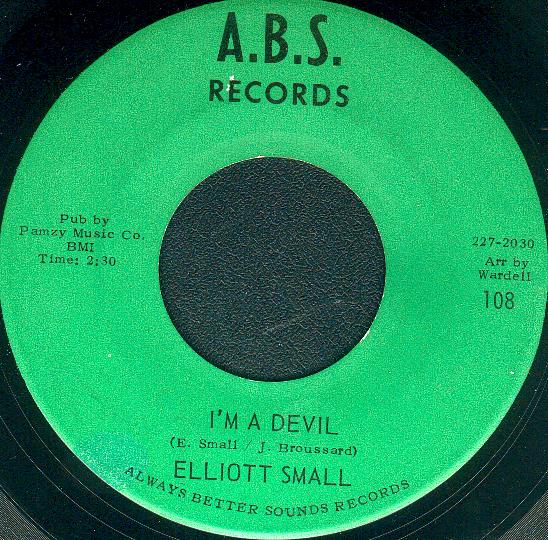 A.B.S.
RECORDS
Pub by
Pamzy Music Co.
BMI
Time: 2:30
227-2030
Arr by
Wardell
108
I'M A DEVIL
(E. Small / J. Broussard)
ELLIOTT SMALL
ALWAYS BETTER SOUNDS RECORDS